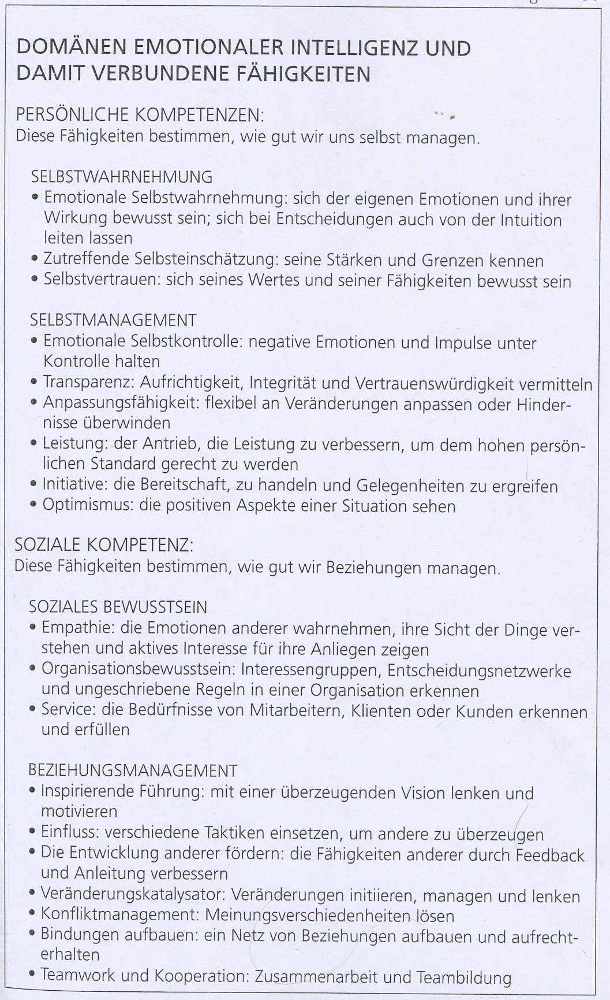 DOMÄNEN EMOTIONALER INTELLIGENZ UND
DAMIT VERBUNDENE FÄHIGKEITEN
PERSÖNLICHE KOMPETENZEN:
Diese Fähigkeiten bestimmen, wie gut wir uns selbst managen.
SELBSTWAHRNEHMUNG
• Emotionale Selbstwahrnehmung: sich der eigenen Emotionen und ihrer
Wirkung bewusst sein; sich bei Entscheidungen auch von der Intuition
leiten lassen
• Zutreffende Selbsteinschätzung: seine Stärken und Grenzen kennen
• Selbstvertrauen: sich seines Wertes und seiner Fähigkeiten bewusst sein
SELBSTMANAGEMENT
• Emotionale Selbstkontrolle: negative Emotionen und Impulse unter
Kontrolle halten
• Transparenz: Aufrichtigkeit, Integrität und Vertrauenswürdigkeit vermitteln
• Anpassungsfähigkeit: flexibel an Veränderungen anpassen oder Hinder-
nisse überwinden
• Leistung: der Antrieb, die Leistung zu verbessern, um dem hohen persön-
lichen Standard gerecht zu werden
• Initiative: die Bereitschaft, zu handeln und Gelegenheiten zu ergreifen
• Optimismus: die positiven Aspekte einer Situation sehen
SOZIALE KOMPETENZ:
Diese Fähigkeiten bestimmen, wie gut wir Beziehungen managen.
SOZIALES BEWUSSTSEIN
• Empathie: die Emotionen anderer wahrnehmen, ihre Sicht der Dinge ver-
stehen und aktives Interesse für ihre Anliegen zeigen
• Organisationsbewusstsein: Interessengruppen, Entscheidungsnetzwerke
und ungeschriebene Regeln in einer Organisation erkennen
• Service: die Bedürfnisse von Mitarbeitern, Klienten oder Kunden erkennen
und erfüllen
BEZIEHUNGSMANAGEMENT
• Inspirierende Führung: mit einer überzeugenden Vision lenken und
motivieren
• Einfluss: verschiedene Taktiken einsetzen, um andere zu überzeugen
• Die Entwicklung anderer fördern: die Fähigkeiten anderer durch Feedback
und Anleitung verbessern
• Veränderungskatalysator: Veränderungen initiieren, managen und lenken
• Konfliktmanagement: Meinungsverschiedenheiten lösen
• Bindungen aufbauen: ein Netz von Beziehungen aufbauen und aufrecht-
erhalten
• Teamwork und Kooperation: Zusammenarbeit und Teambildung